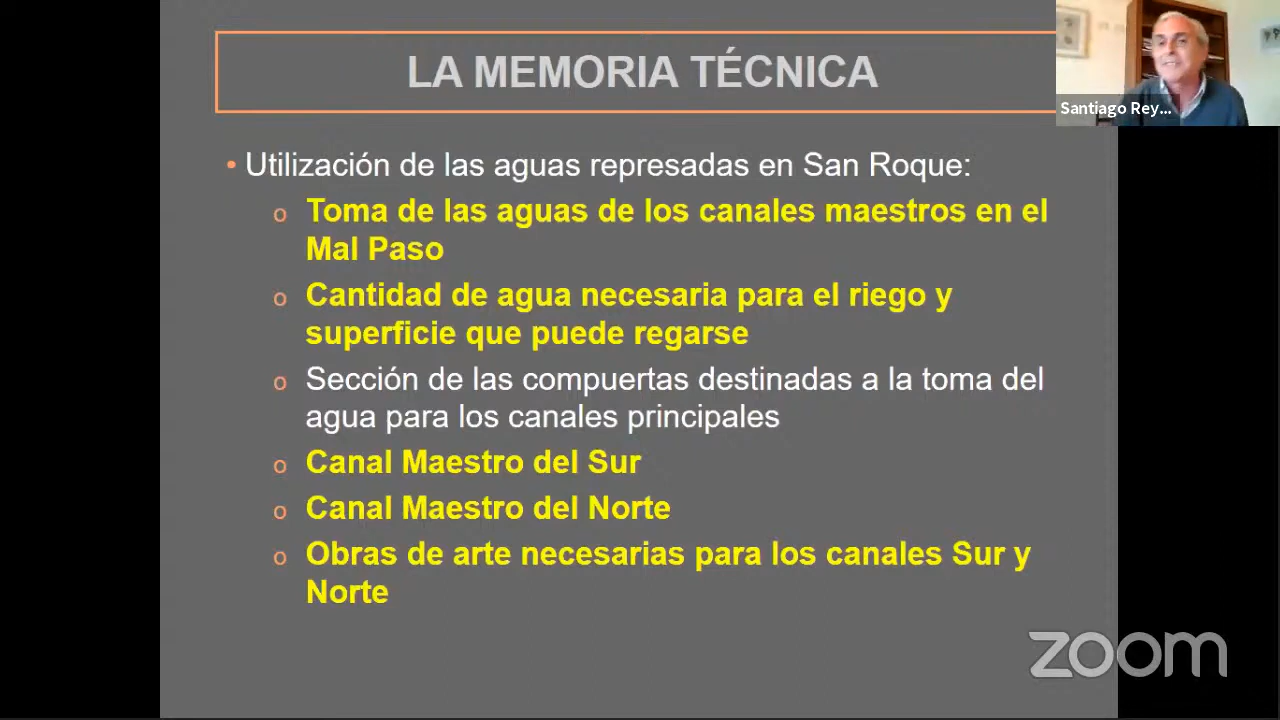 LA MEMORIA TÉCNICA
Santiago Rey...
• Utilización de las aguas represadas en San Roque:
o Toma de las aguas de los canales maestros en el
Mal Paso
o Cantidad de agua necesaria para el riego y
superficie que puede regarse
o Sección de las compuertas destinadas a la toma del
agua para los canales principales
o Canal Maestro del Sur
o Canal Maestro del Norte
o Obras de arte necesarias para los canales Sur y
Norte
zoom